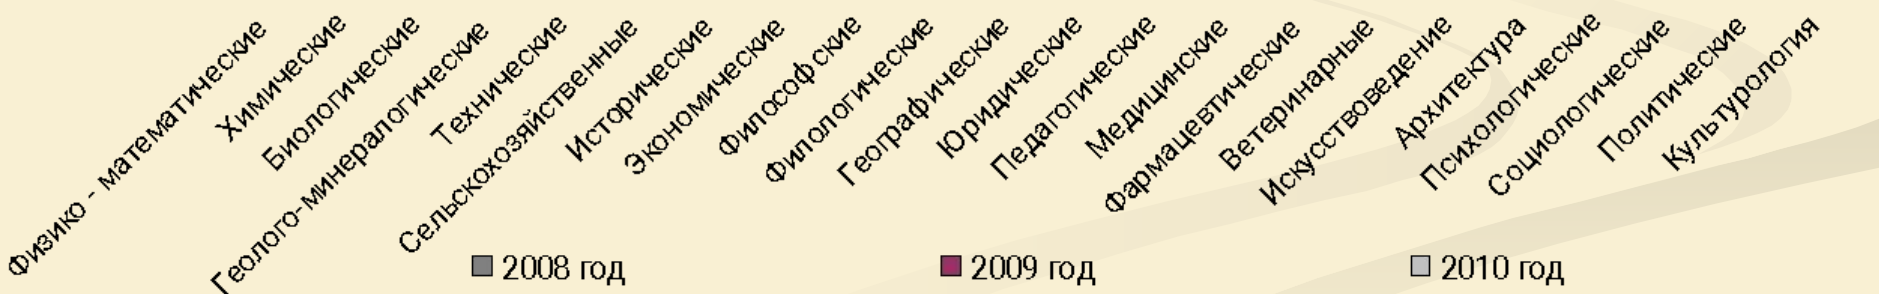 Физико - математические
Химические
Биологические
Геолого-минералогические
Технические
Сельскохозяйственные
Исторические
Экономические
Философские
Филологические
Географические
Юридические
Педагогические
Медицинские
Фармацевтические
Ветеринарные
Искусствоведение
Архитектура
Психологические
Социологические
Политические
Культурология
2008 год
2009 год
2010 год